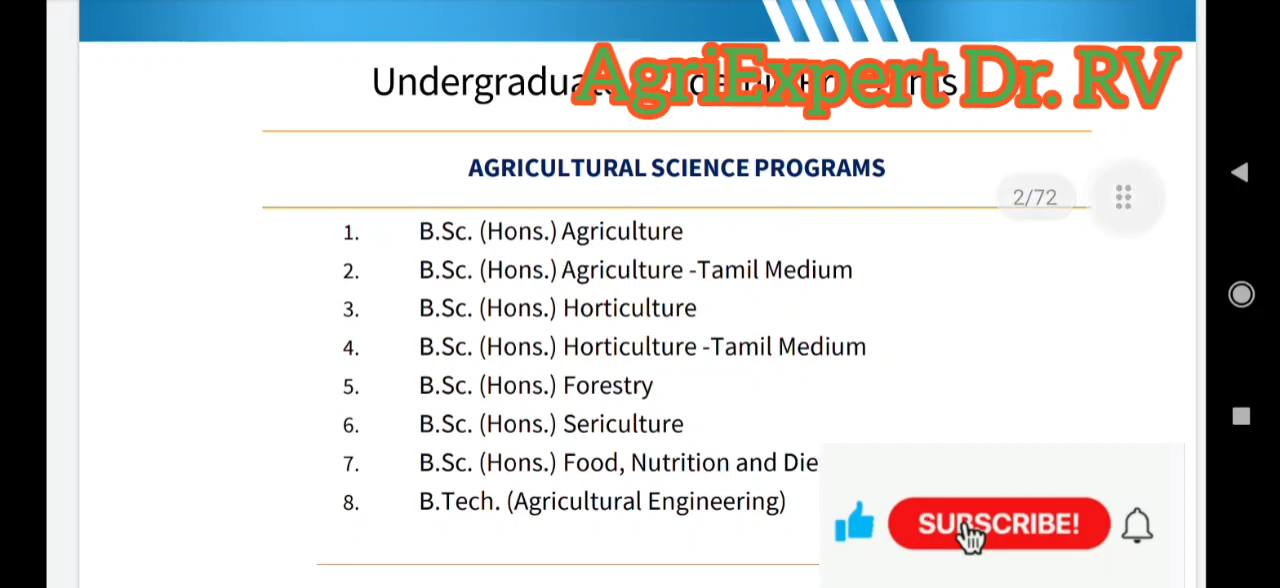 AgriExpert Dr. RV
AGRICULTURAL SCIENCE PROGRAMS
2/72
1. B.Sc. (Hons.) Agriculture
2. B.Sc. (Hons.) Agriculture -Tamil Medium
3. B.Sc. (Hons.) Horticulture
4. B.Sc. (Hons.) Horticulture -Tamil Medium
5. B.Sc. (Hons.) Forestry
6. B.Sc. (Hons.) Sericulture
7. B.Sc. (Hons.) Food, Nutrition and
8. B.Tech. (Agricultural Engineering)
SUBSCRIBE!